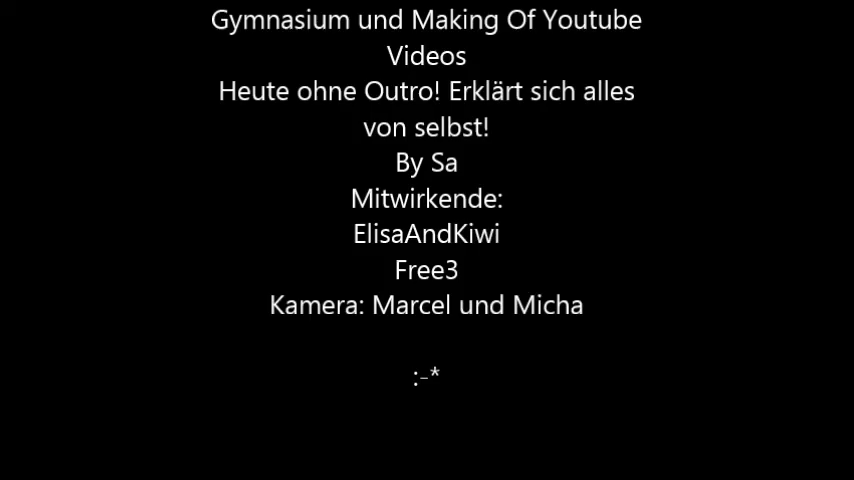 Gymnasium und Making Of Youtube
Videos
Heute ohne Outro! Erklärt sich alles
von selbst!
By Sa
Mitwirkende:
ElisaAndKiwi
Free3
Kamera: Marcel und Micha
:-*